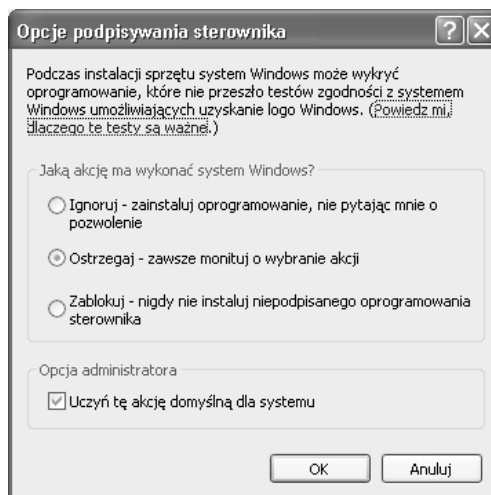 Opcje podpisywania sterownika
Podczas instalacji sprzętu system Windows może wykryć
oprogramowanie, które nie przeszło testów zgodności z systemem
Windows umożliwiających uzyskanie logo Windows. (Powiedz mi,
dlaczego te testy są ważne.)
Jaką akcję ma wykonać system Windows?
Ignoruj - zainstaluj oprogramowanie, nie pytając mnie o
pozwolenie
Ostrzegaj - zawsze monituj o wybranie akcji
Zablokuj - nigdy nie instaluj niepodpisanego oprogramowania
sterownika
Opcja administratora
Uczyń tę akcję domyślną dla systemu
OK Anuluj